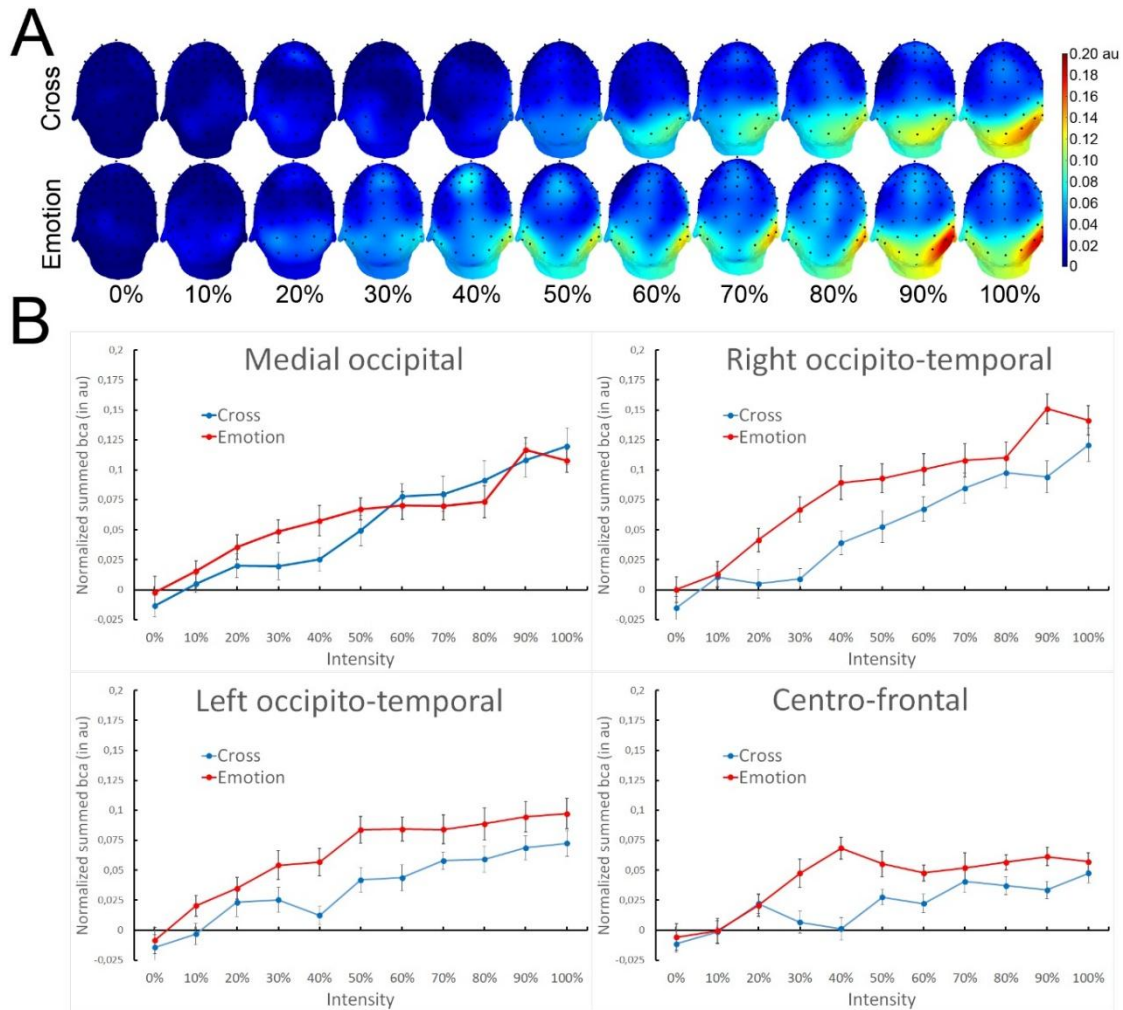 A
Cross
0.20 au
0.18
0.16
0.14
0.12
0.10
0.08
0.06
0.04
0.02
0
Emotion
0% 10% 20% 30% 40% 50% 60% 70% 80% 90% 100%
B
Medial occipital
Normalized summed bca (in au)
0,2
0,175
0,15
0,125
0,1
0,075
0,05
0,025
0
-0,025
Cross
Emotion
0% 10% 20% 30% 40% 50% 60% 70% 80% 90% 100%
Intensity
Right occipito-temporal
Normalized summed bca (in au)
0,2
0,175
0,15
0,125
0,1
0,075
0,05
0,025
0
-0,025
Cross
Emotion
0% 10% 20% 30% 40% 50% 60% 70% 80% 90% 100%
Intensity
Left occipito-temporal
Normalized summed bca (in au)
0,2
0,175
0,15
0,125
0,1
0,075
0,05
0,025
0
-0,025
Cross
Emotion
0% 10% 20% 30% 40% 50% 60% 70% 80% 90% 100%
Intensity
Centro-frontal
Normalized summed bca (in au)
0,2
0,175
0,15
0,125
0,1
0,075
0,05
0,025
0
-0,025
Cross
Emotion
0% 10% 20% 30% 40% 50% 60% 70% 80% 90% 100%
Intensity